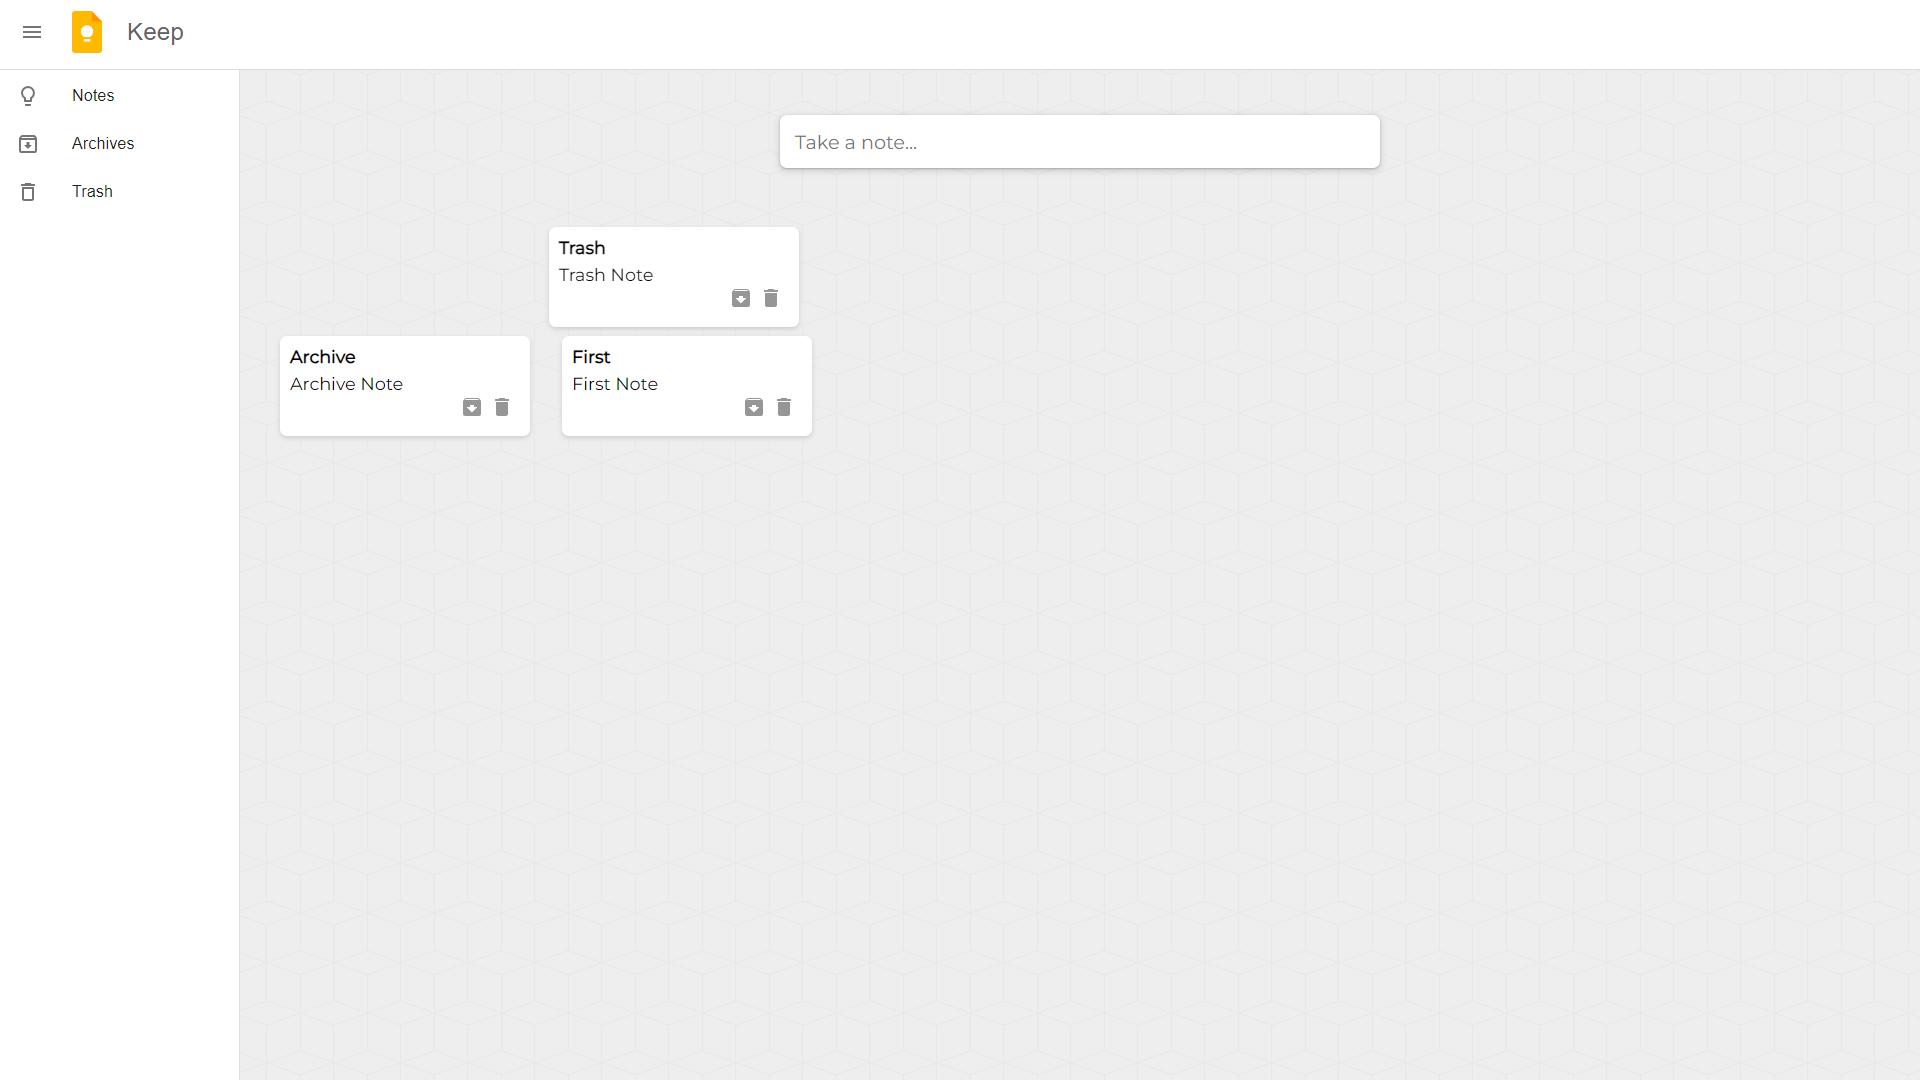 Keep
Notes
Archives
Trash
Take a note...
Trash
Trash Note
Archive
Archive Note
First
First Note